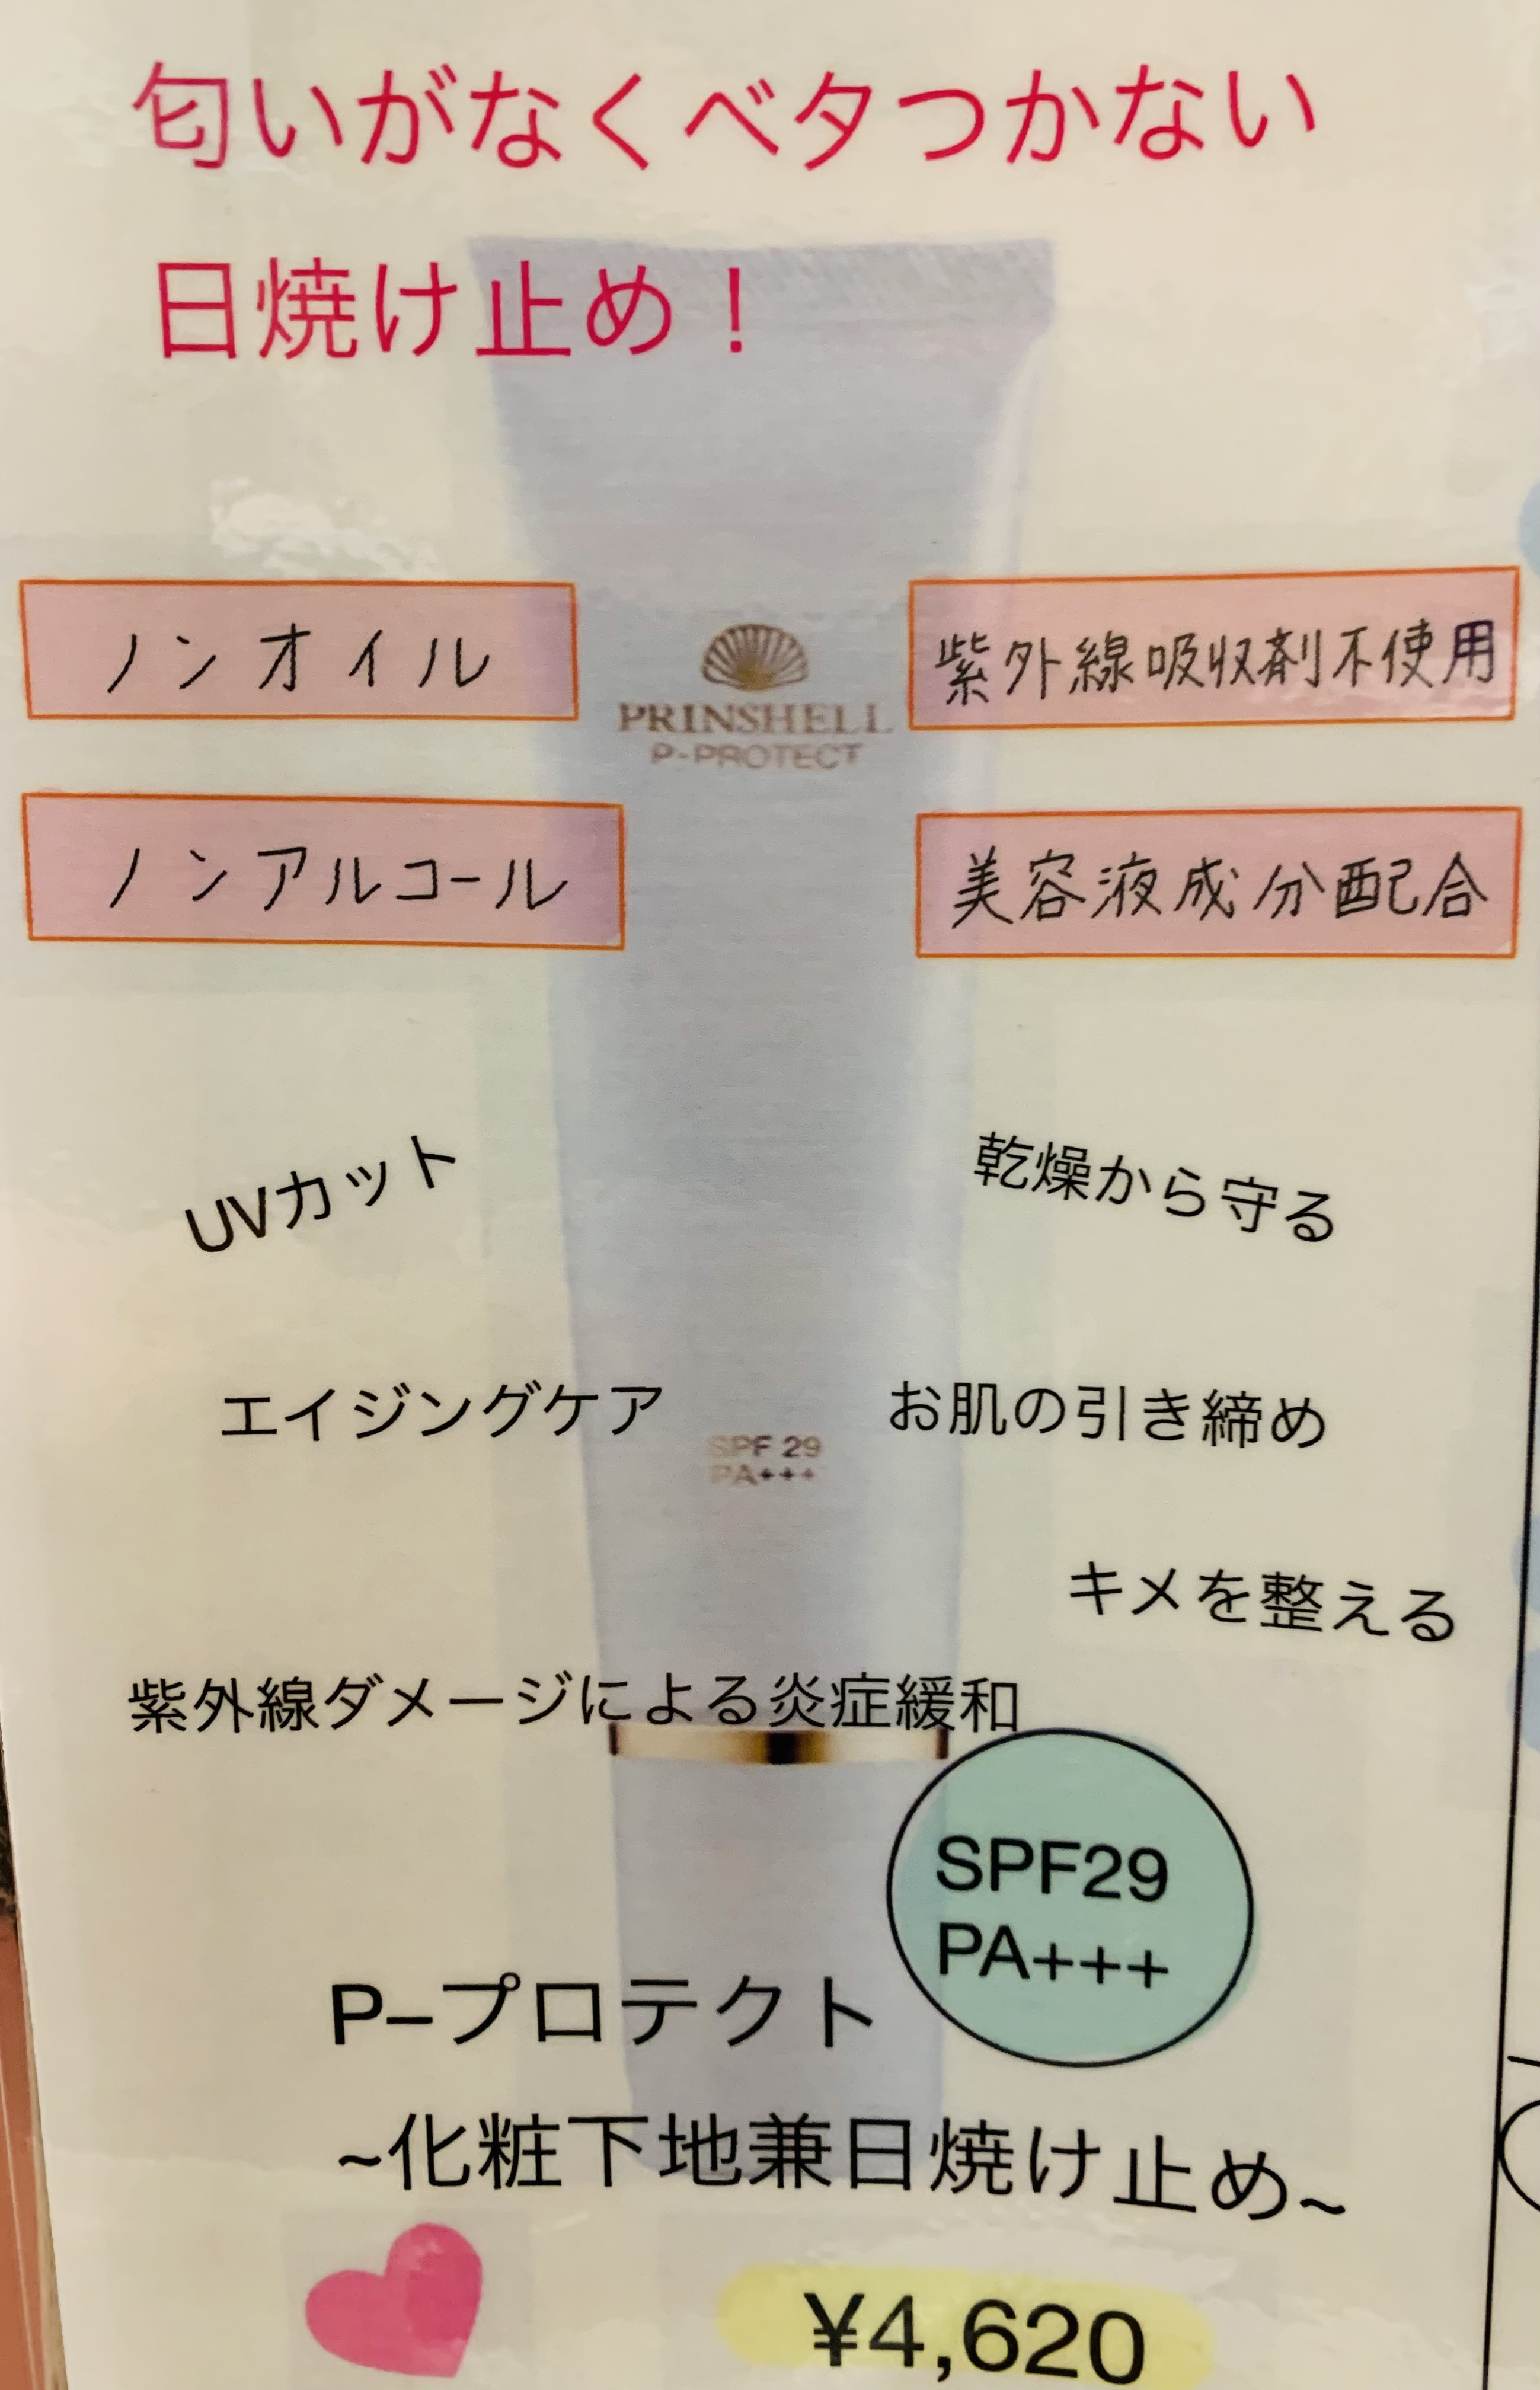 匂いがなくベタつかない
日焼け止め！
ノンオイル
紫外線吸収剤不使用
PRINSHELL
P-PROTECT
ノンアルコール
美容液成分配合
UVカット
乾燥から守る
エイジングケア
お肌の引き締め
SPF 29
PA+++
キメを整える
紫外線ダメージによる炎症緩和
SPF29
PA+++
P-プロテクト
~化粧下地兼日焼け止め~
¥4,620